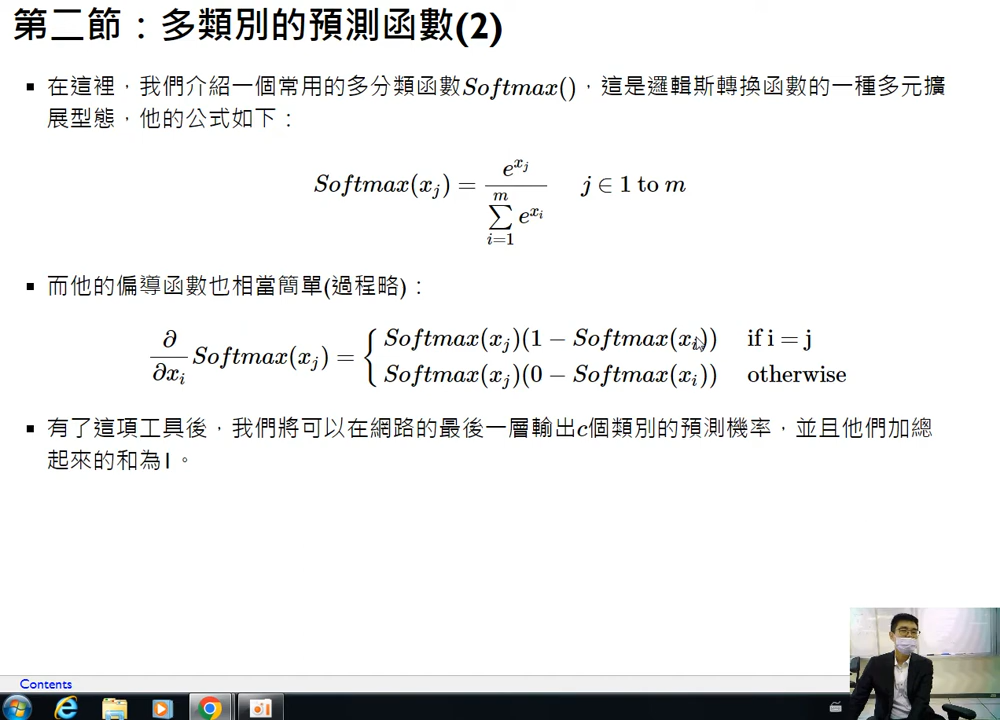 第二節：多類別的預測函數(2)
在這裡，我們介紹一個常用的多分類函數Softmax()，這是邏輯斯轉換函數的一種多元擴
展型態，他的公式如下：
Softmax(x_j) = \frac{e^{x_j}}{\sum_{i=1}^{m} e^{x_i}}  j ∈ 1 to m
而他的偏導函數也相當簡單(過程略)：
\frac{∂}{∂x_i} Softmax(x_j) = { Softmax(x_j)(1 − Softmax(x_i)) if i = j
Softmax(x_j)(0 − Softmax(x_i)) otherwise
有了這項工具後，我們將可以在網路的最後一層輸出c個類別的預測機率，並且他們加總
起來的和為1。
Contents